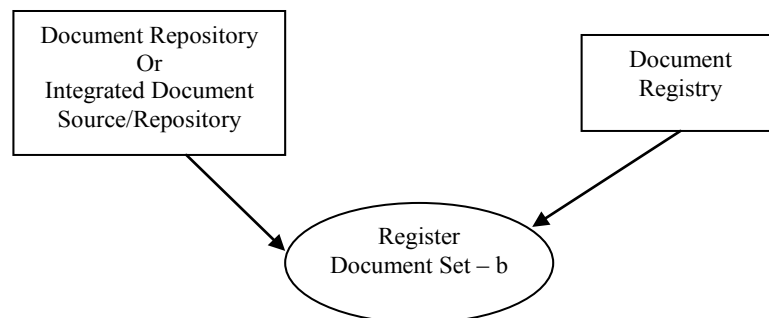 Document Repository
Or
Integrated Document
Source/Repository
Document
Registry
Register
Document Set – b